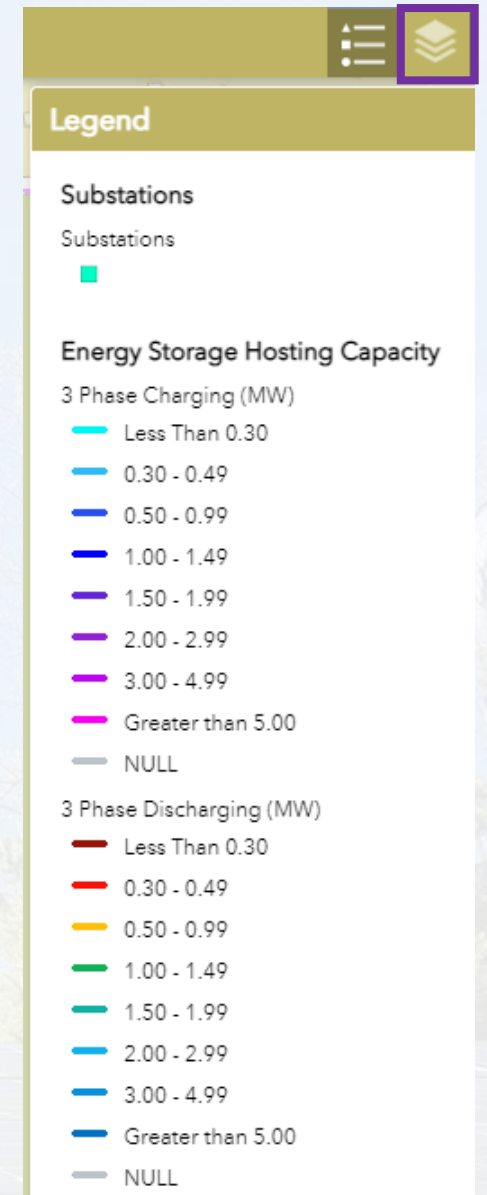 Legend
Substations
Substations
Energy Storage Hosting Capacity
3 Phase Charging (MW)
Less Than 0.30
0.30 - 0.49
0.50 - 0.99
1.00 - 1.49
1.50 - 1.99
2.00 - 2.99
3.00 - 4.99
Greater than 5.00
NULL
3 Phase Discharging (MW)
Less Than 0.30
0.30 - 0.49
0.50 - 0.99
1.00 - 1.49
1.50 - 1.99
2.00 - 2.99
3.00 - 4.99
Greater than 5.00
NULL